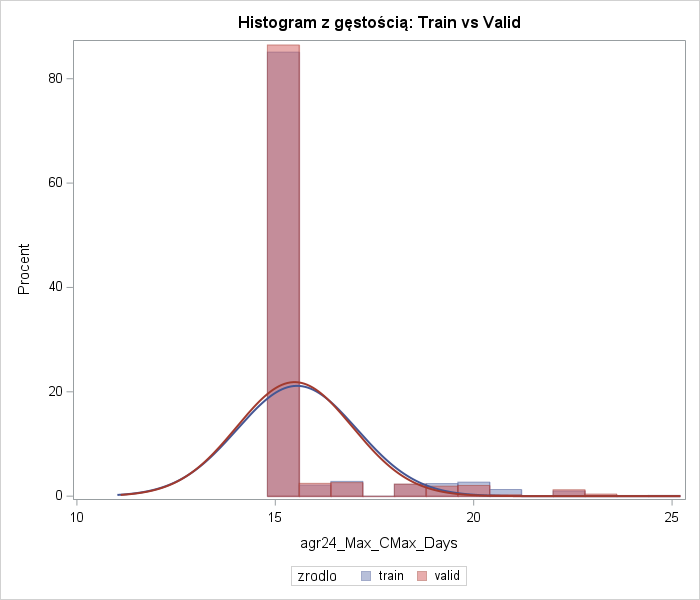 Histogram z gęstością: Train vs Valid
Procent
80
60
40
20
0
10
15
20
25
agr24_Max_CMax_Days
zrodlo train valid